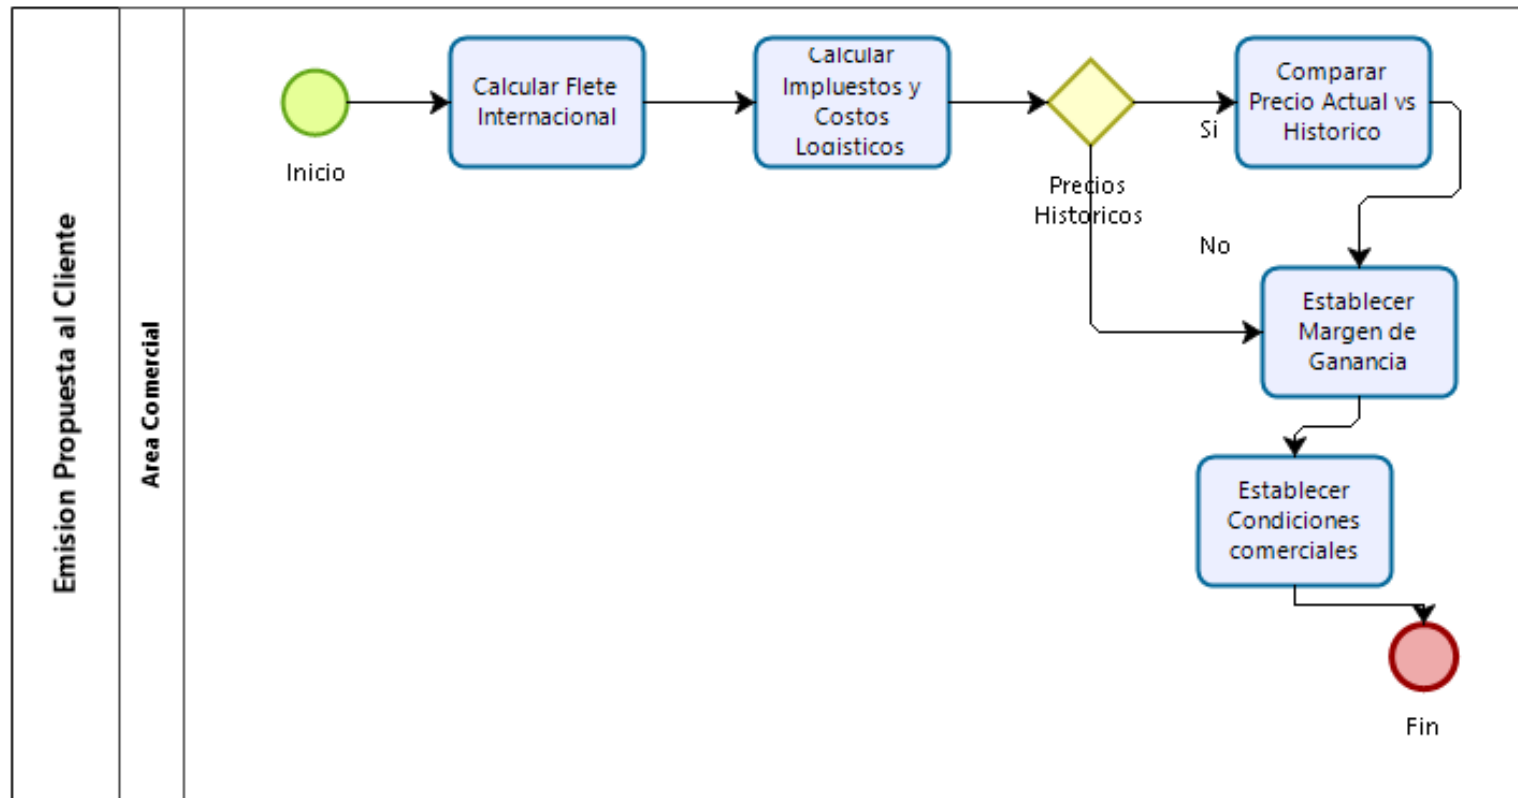 Emision Propuesta al Cliente
Area Comercial
Inicio
Calcular Flete
Internacional
Calcular
Impluestos y
Costos
Logisticos
Precios
Historicos
Si
No
Comparar
Precio Actual vs
Historico
Establecer
Margen de
Ganancia
Establecer
Condiciones
comerciales
Fin